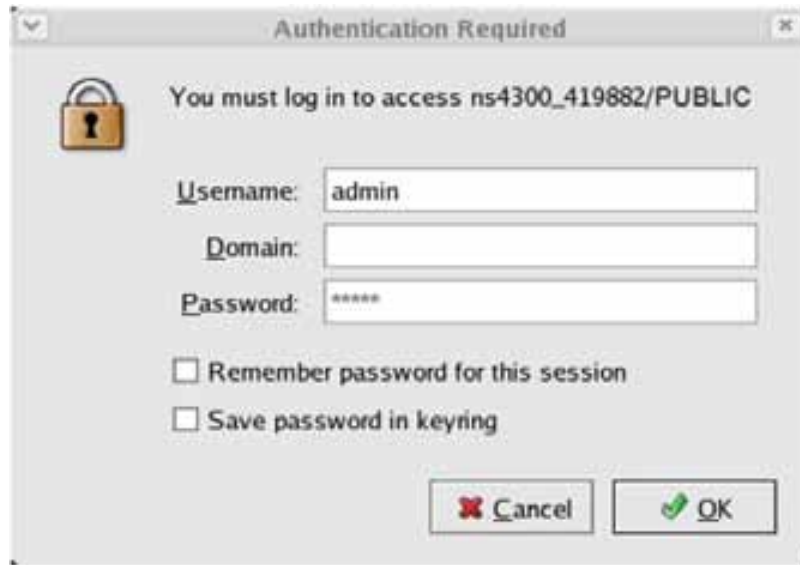 Authentication Required
You must log in to access ns4300_419882/PUBLIC
Username: admin
Domain:
Password: *****
Remember password for this session
Save password in keyring
Cancel OK